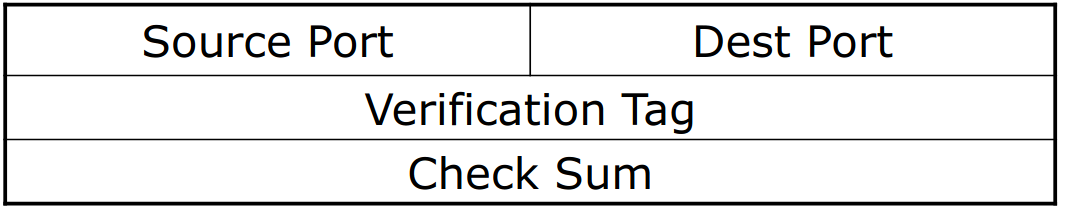 Source Port Dest Port
Verification Tag
Check Sum